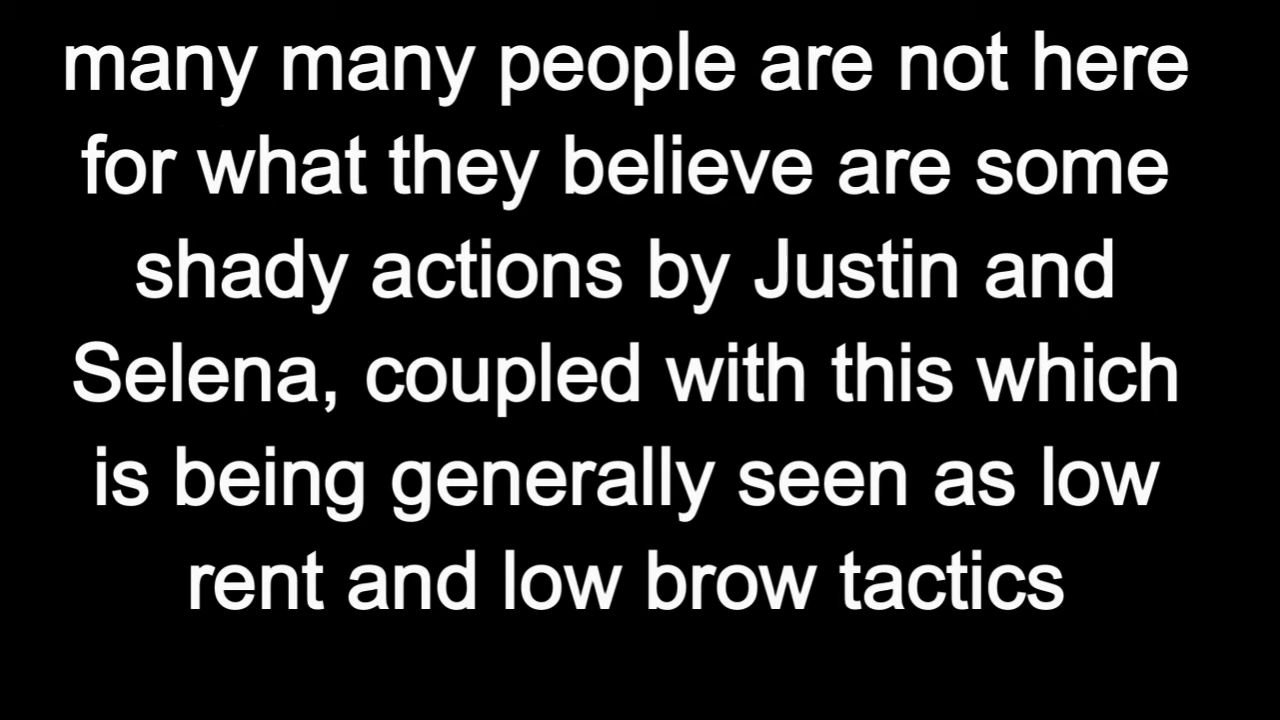 many many people are not here
for what they believe are some
shady actions by Justin and
Selena, coupled with this which
is being generally seen as low
rent and low brow tactics